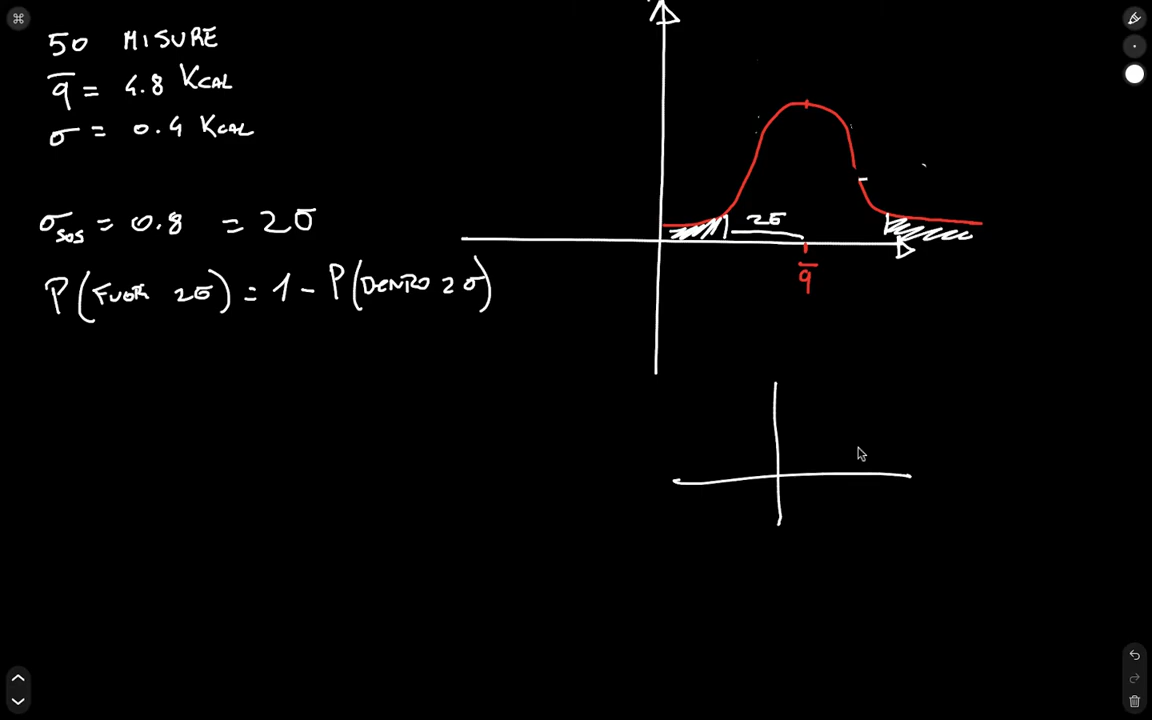 50 MISURE
q̅ = 4.8 KCAL
σ = 0.4 KCAL
σsos = 0.8 = 2σ
P(FUORI 2σ) = 1 - P(DENTRO 2σ)
2σ
q̅